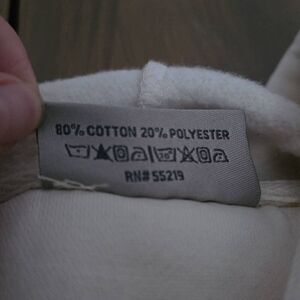 80% COTTON 20% POLYESTER
RN# 55219